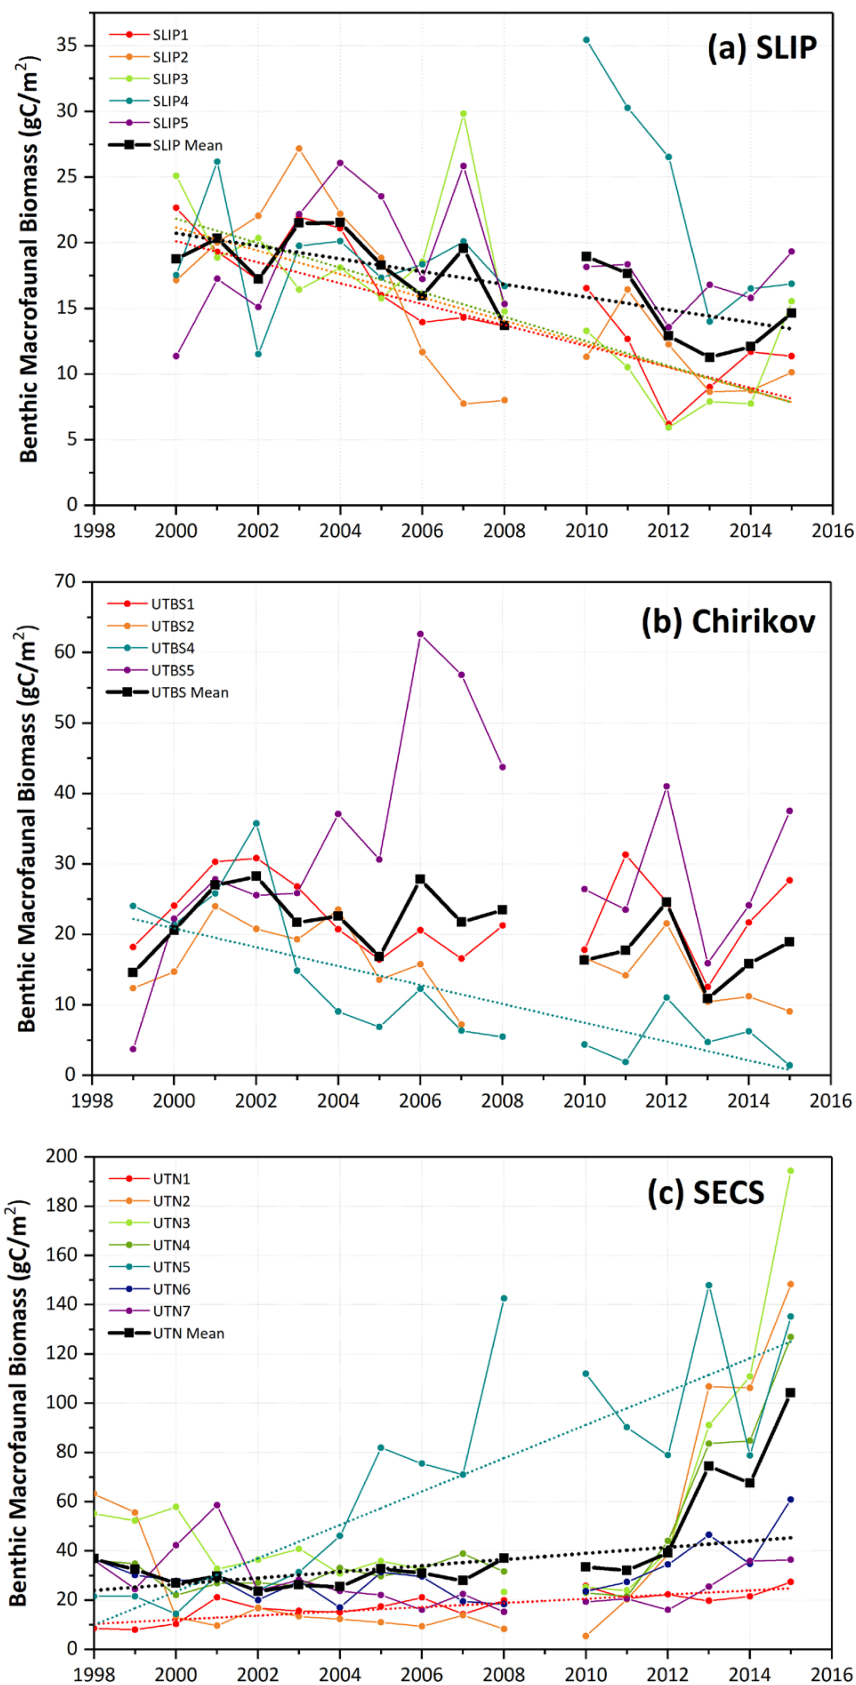 (a) SLIP
Benthic Macrofaunal Biomass (gC/m²)
SLIP1
SLIP2
SLIP3
SLIP4
SLIP5
SLIP Mean
35
30
25
20
15
10
5
0
1998 2000 2002 2004 2006 2008 2010 2012 2014 2016
(b) Chirikov
Benthic Macrofaunal Biomass (gC/m²)
UTBS1
UTBS2
UTBS4
UTBS5
UTBS Mean
70
60
50
40
30
20
10
0
1998 2000 2002 2004 2006 2008 2010 2012 2014 2016
(c) SECS
Benthic Macrofaunal Biomass (gC/m²)
UTN1
UTN2
UTN3
UTN4
UTN5
UTN6
UTN7
UTN Mean
200
180
160
140
120
100
80
60
40
20
0
1998 2000 2002 2004 2006 2008 2010 2012 2014 2016